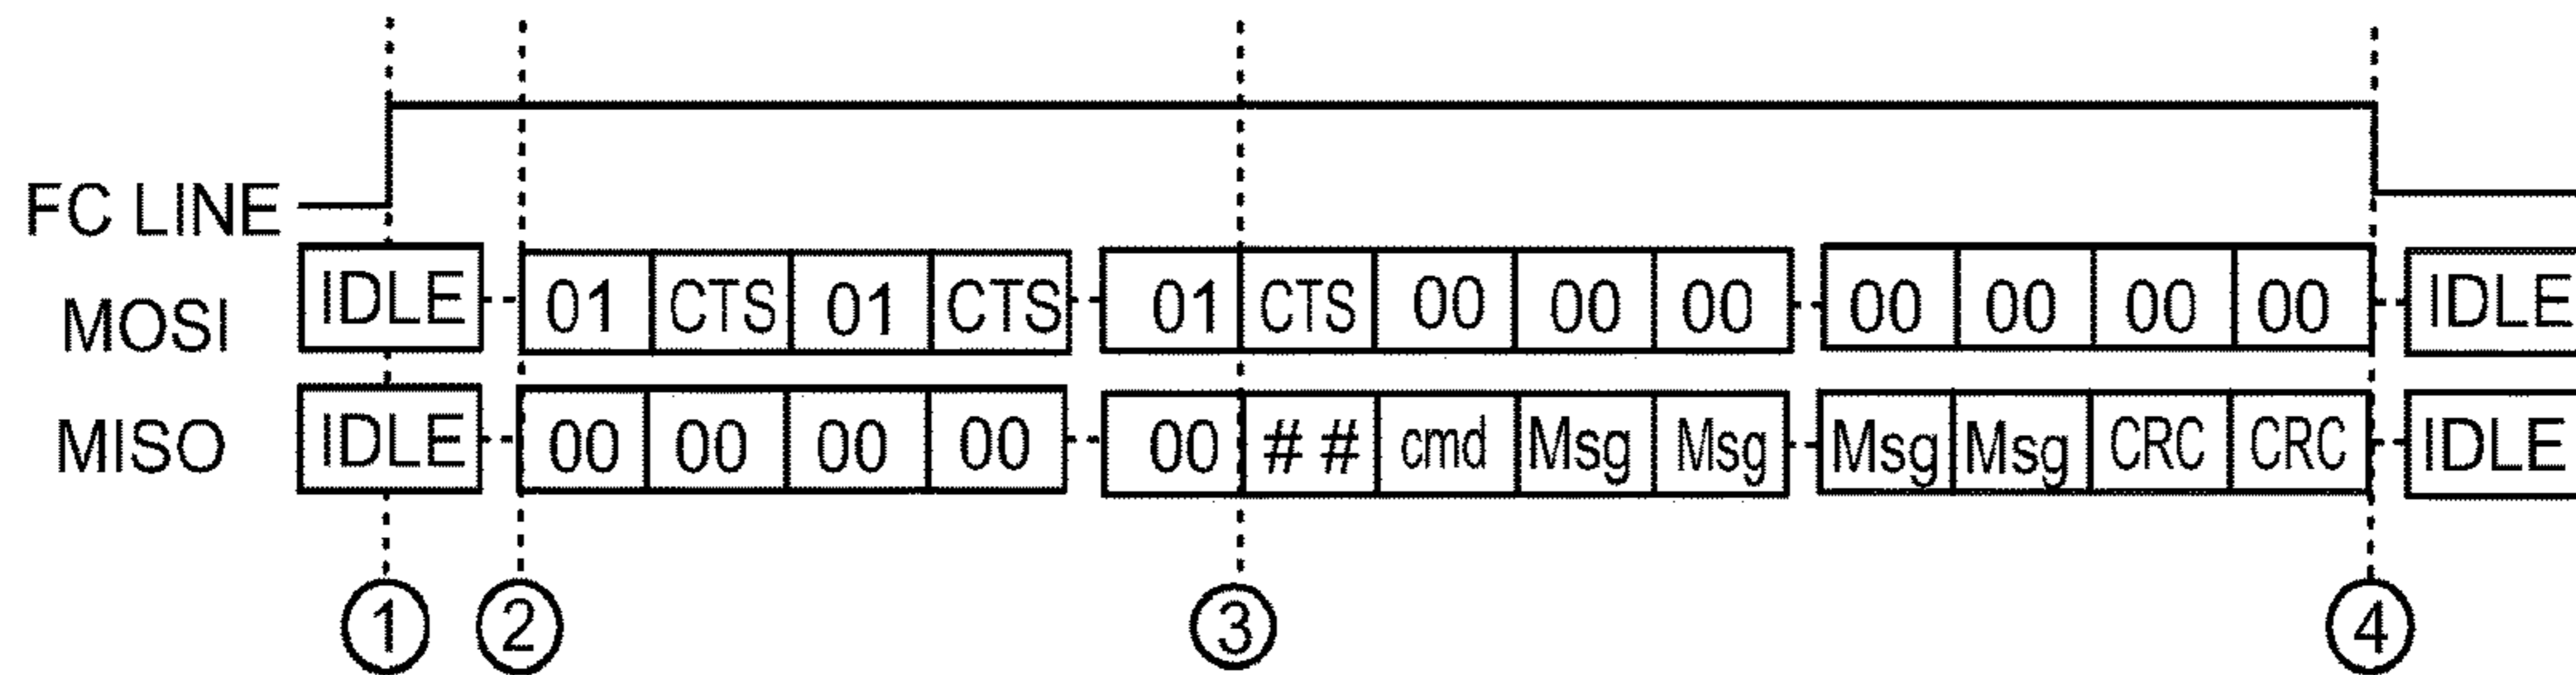 FC LINE
MOSI IDLE 01 CTS 01 CTS 01 CTS 00 00 00 00 00 00 00 IDLE
MISO IDLE 00 00 00 00 00 ## cmd Msg Msg Msg Msg CRC CRC IDLE
1 2 3 4